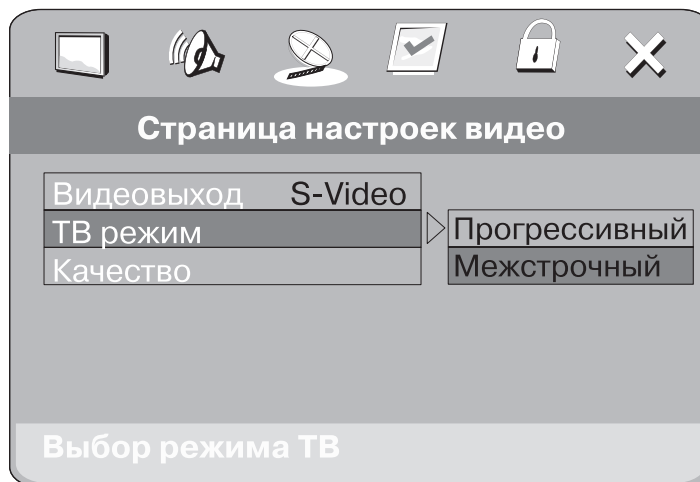 Страница настроек видео
Видеовыход S-Video
ТВ режим
Прогрессивный
Качество
Межстрочный
Выбор режима ТВ